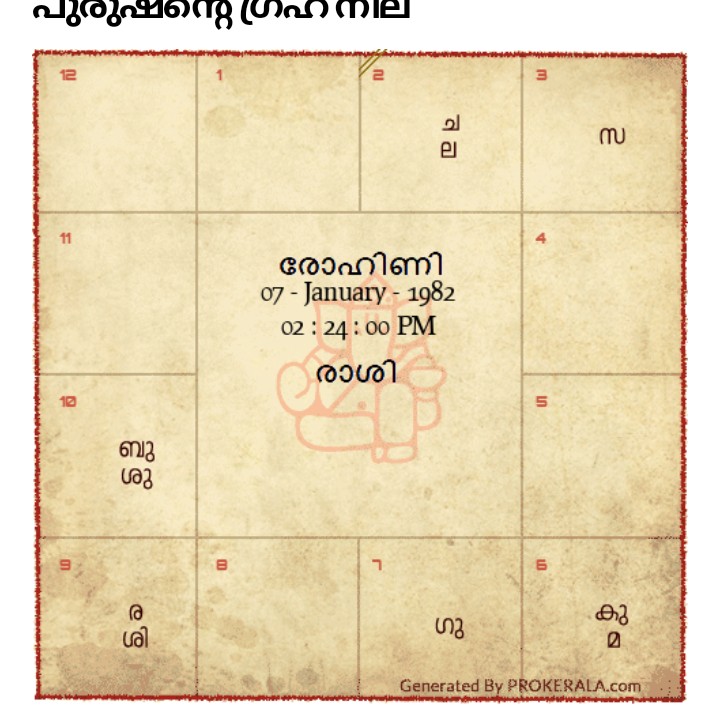 പുരുഷന്റെ ഗ്രഹ നില
12
1
2
3
ച
ല
സ
11
4
രോഹിണി
07 - January - 1982
02 : 24 : 00 PM
രാശി
10
5
ബു
ശു
9
8
7
6
ര
ശി
ഗു
കു
മ
Generated By PROKERALA.com